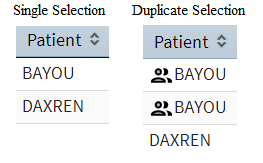 Single Selection
Patient
BAYOU
DAXREN
Duplicate Selection
Patient
BAYOU
BAYOU
DAXREN